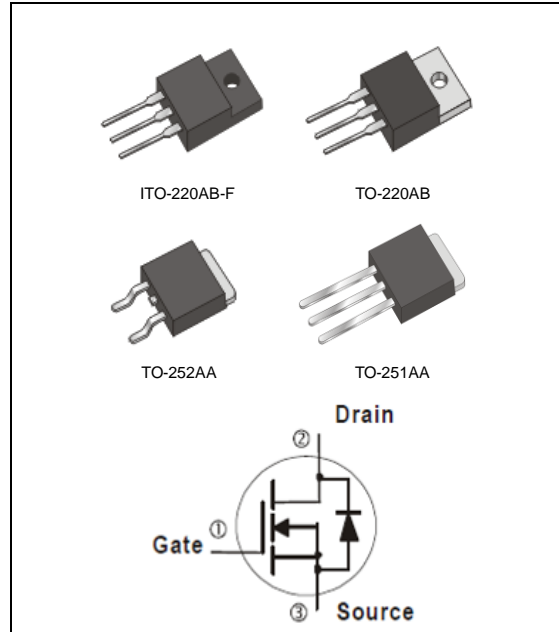 ITO-220AB-F
TO-220AB
TO-252AA
TO-251AA
Drain
②
①
Gate
③
Source